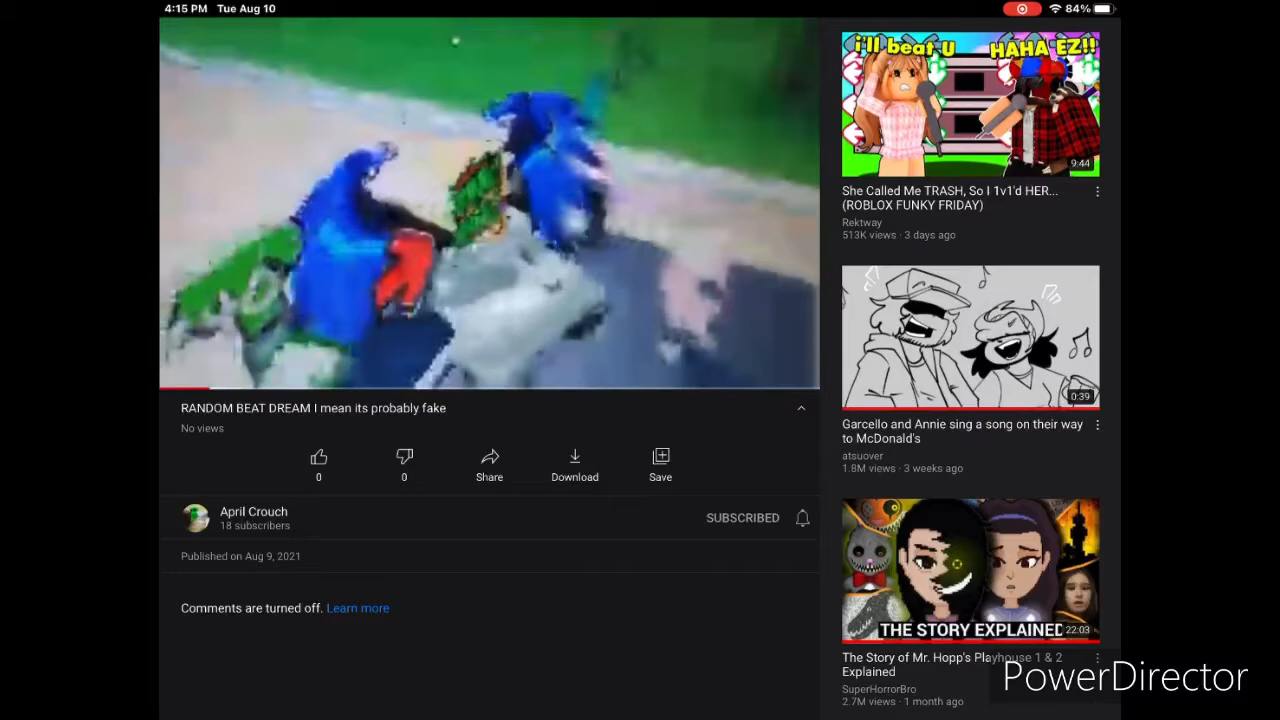 4:15 PM Tue Aug 10
84%
i'll beat U HAHA EZ!!
9:44
She Called Me TRASH, So I 1v1'd HER... (ROBLOX FUNKY FRIDAY)
Rektway
513K views · 3 days ago
0:39
Garcello and Annie sing a song on their way to McDonald's
atsuover
1.8M views · 3 weeks ago
THE STORY EXPLAINED
22:03
The Story of Mr. Hopp's Playhouse 1 & 2 Explained
SuperHorrorBro
2.7M views · 1 month ago
RANDOM BEAT DREAM I mean its probably fake
No views
0 0 Share Download Save
April Crouch
18 subscribers
SUBSCRIBED
Published on Aug 9, 2021
Comments are turned off. Learn more
PowerDirector